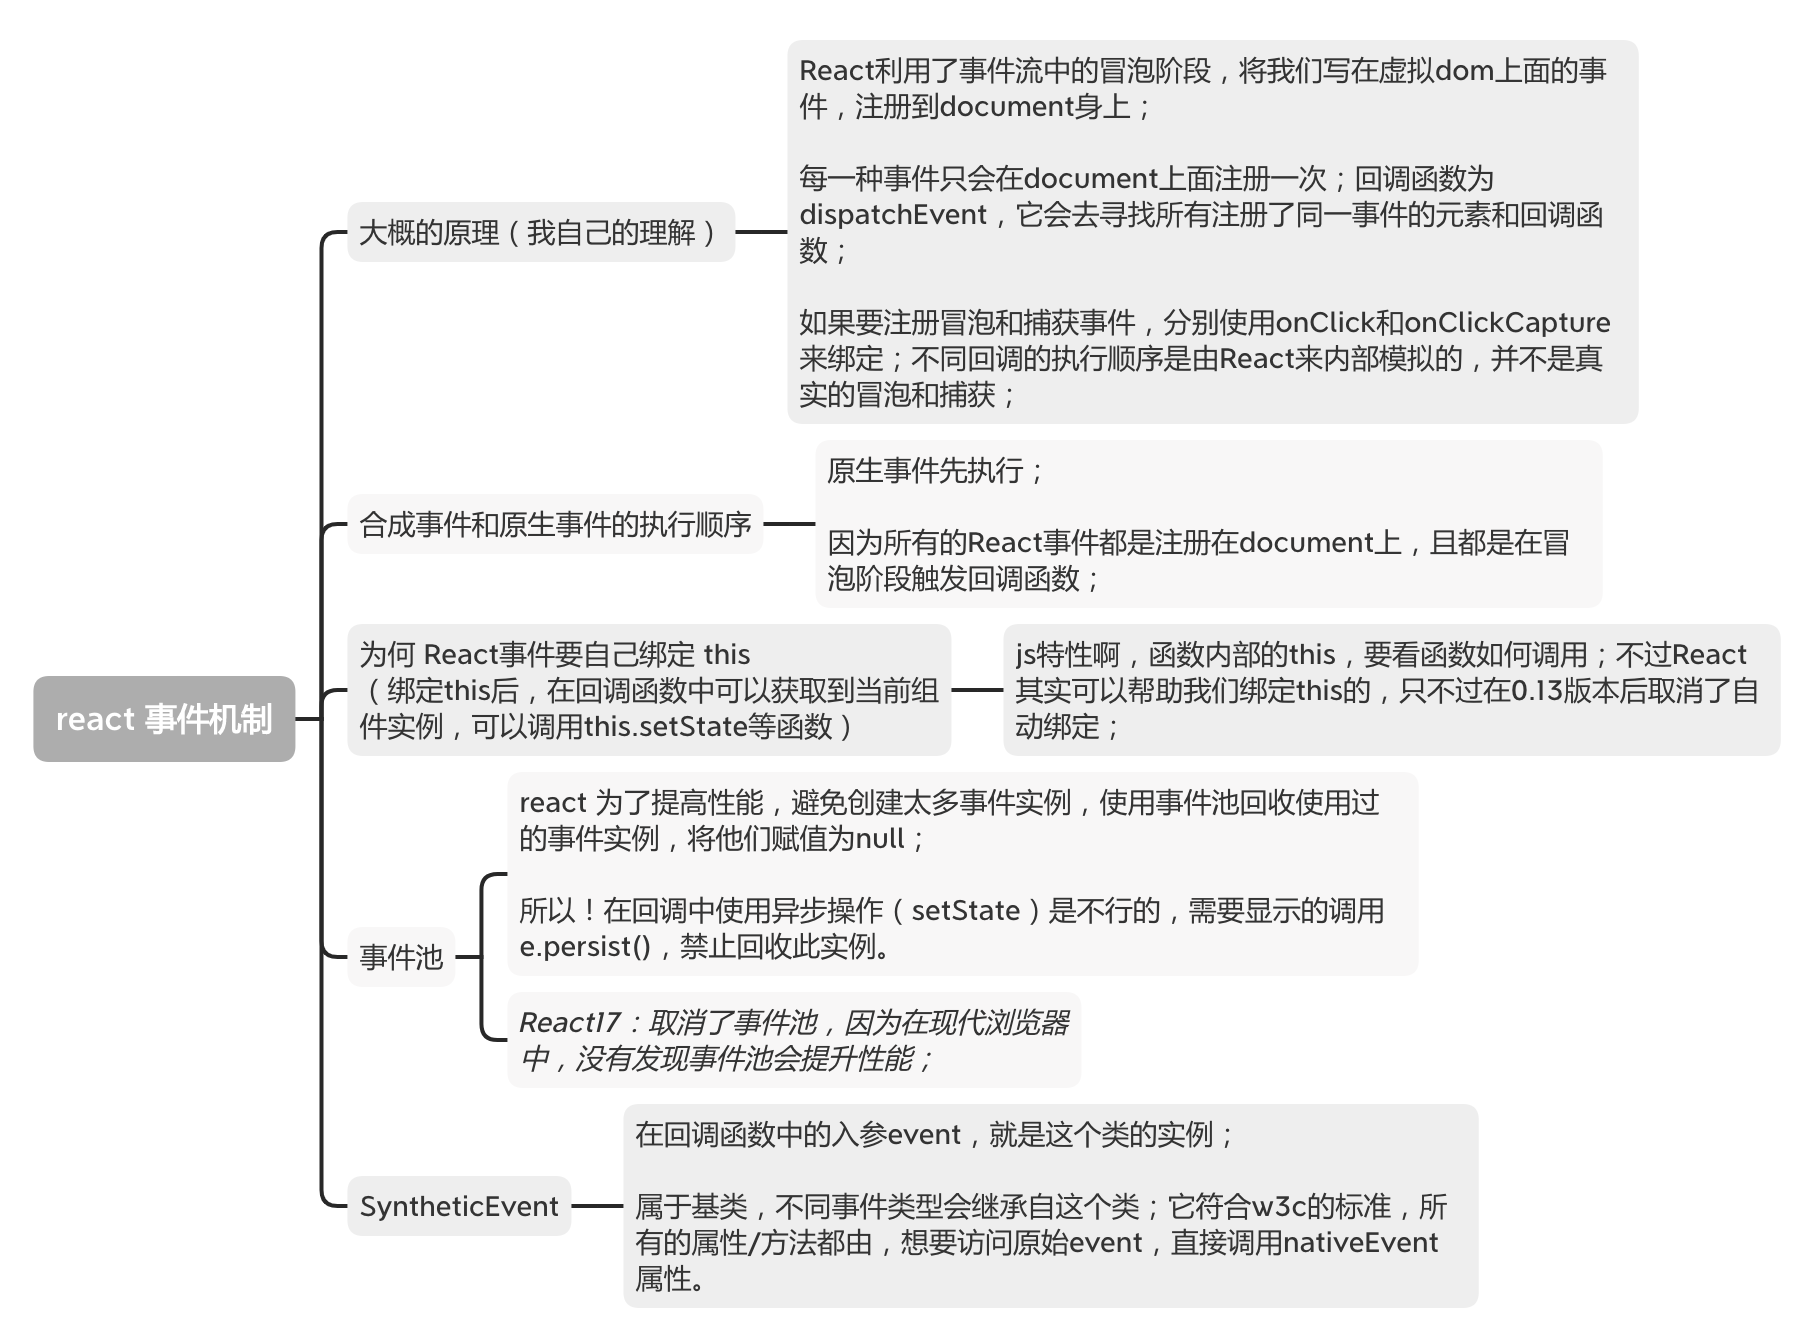 React利用了事件流中的冒泡阶段，将我们写在虚拟dom上面的事
件，注册到document身上；
每一种事件只会在document上面注册一次；回调函数为
dispatchEvent，它会去寻找所有注册了同一事件的元素和回调函
数；
如果要注册冒泡和捕获事件，分别使用onClick和onClickCapture
来绑定；不同回调的执行顺序是由React来内部模拟的，并不是真
实的冒泡和捕获；
大概的原理（我自己的理解）
原生事件先执行；
因为所有的React事件都是注册在document上，且都是在冒
泡阶段触发回调函数；
合成事件和原生事件的执行顺序
为何 React事件要自己绑定 this
（绑定this后，在回调函数中可以获取到当前组
件实例，可以调用this.setState等函数）
js特性啊，函数内部的this，要看函数如何调用；不过React
其实可以帮助我们绑定this的，只不过在0.13版本后取消了自
动绑定；
react 事件机制
react 为了提高性能，避免创建太多事件实例，使用事件池回收使用过
的事件实例，将他们赋值为null；
所以！在回调中使用异步操作（setState）是不行的，需要显示的调用
e.persist()，禁止回收此实例。
事件池
React17：取消了事件池，因为在现代浏览器
中，没有发现事件池会提升性能；
在回调函数中的入参event，就是这个类的实例；
属于基类，不同事件类型会继承自这个类；它符合w3c的标准，所
有的属性/方法都由，想要访问原始event，直接调用nativeEvent
属性。
SyntheticEvent